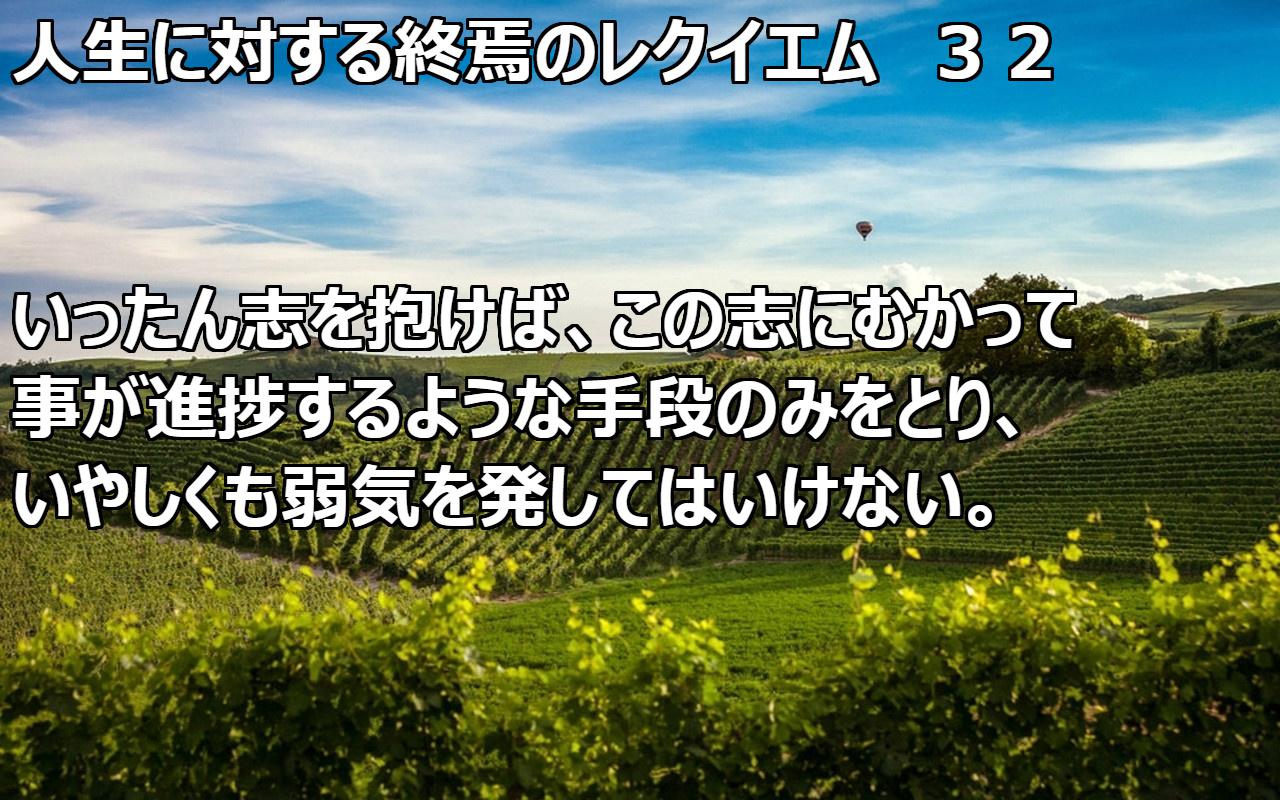 人生に対する終焉のレクイエム　３２
いったん志を抱けば、この志にむかって
事が進捗するような手段のみをとり、
いやしくも弱気を発してはいけない。